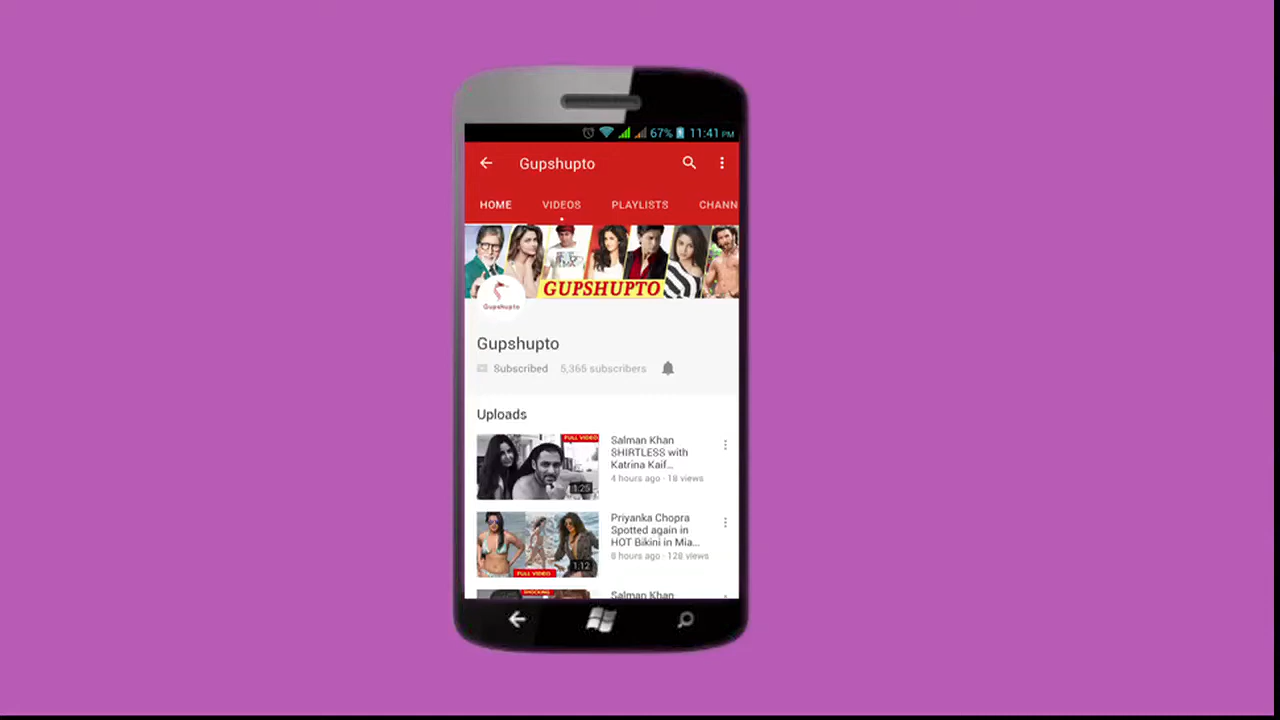 67% 11:41 PM
Gupshupto
HOME VIDEOS PLAYLISTS CHANN
GUPSHUPTO
Gupshupto
Gupshupto
Subscribed 5,365 subscribers
Uploads
FULL VIDEO
1:25
Salman Khan
SHIRTLESS with
Katrina Kaif...
4 hours ago · 18 views
FULL VIDEO
1:12
Priyanka Chopra
Spotted again in
HOT Bikini in Mia...
8 hours ago · 128 views
SHOCKING
Salman Khan